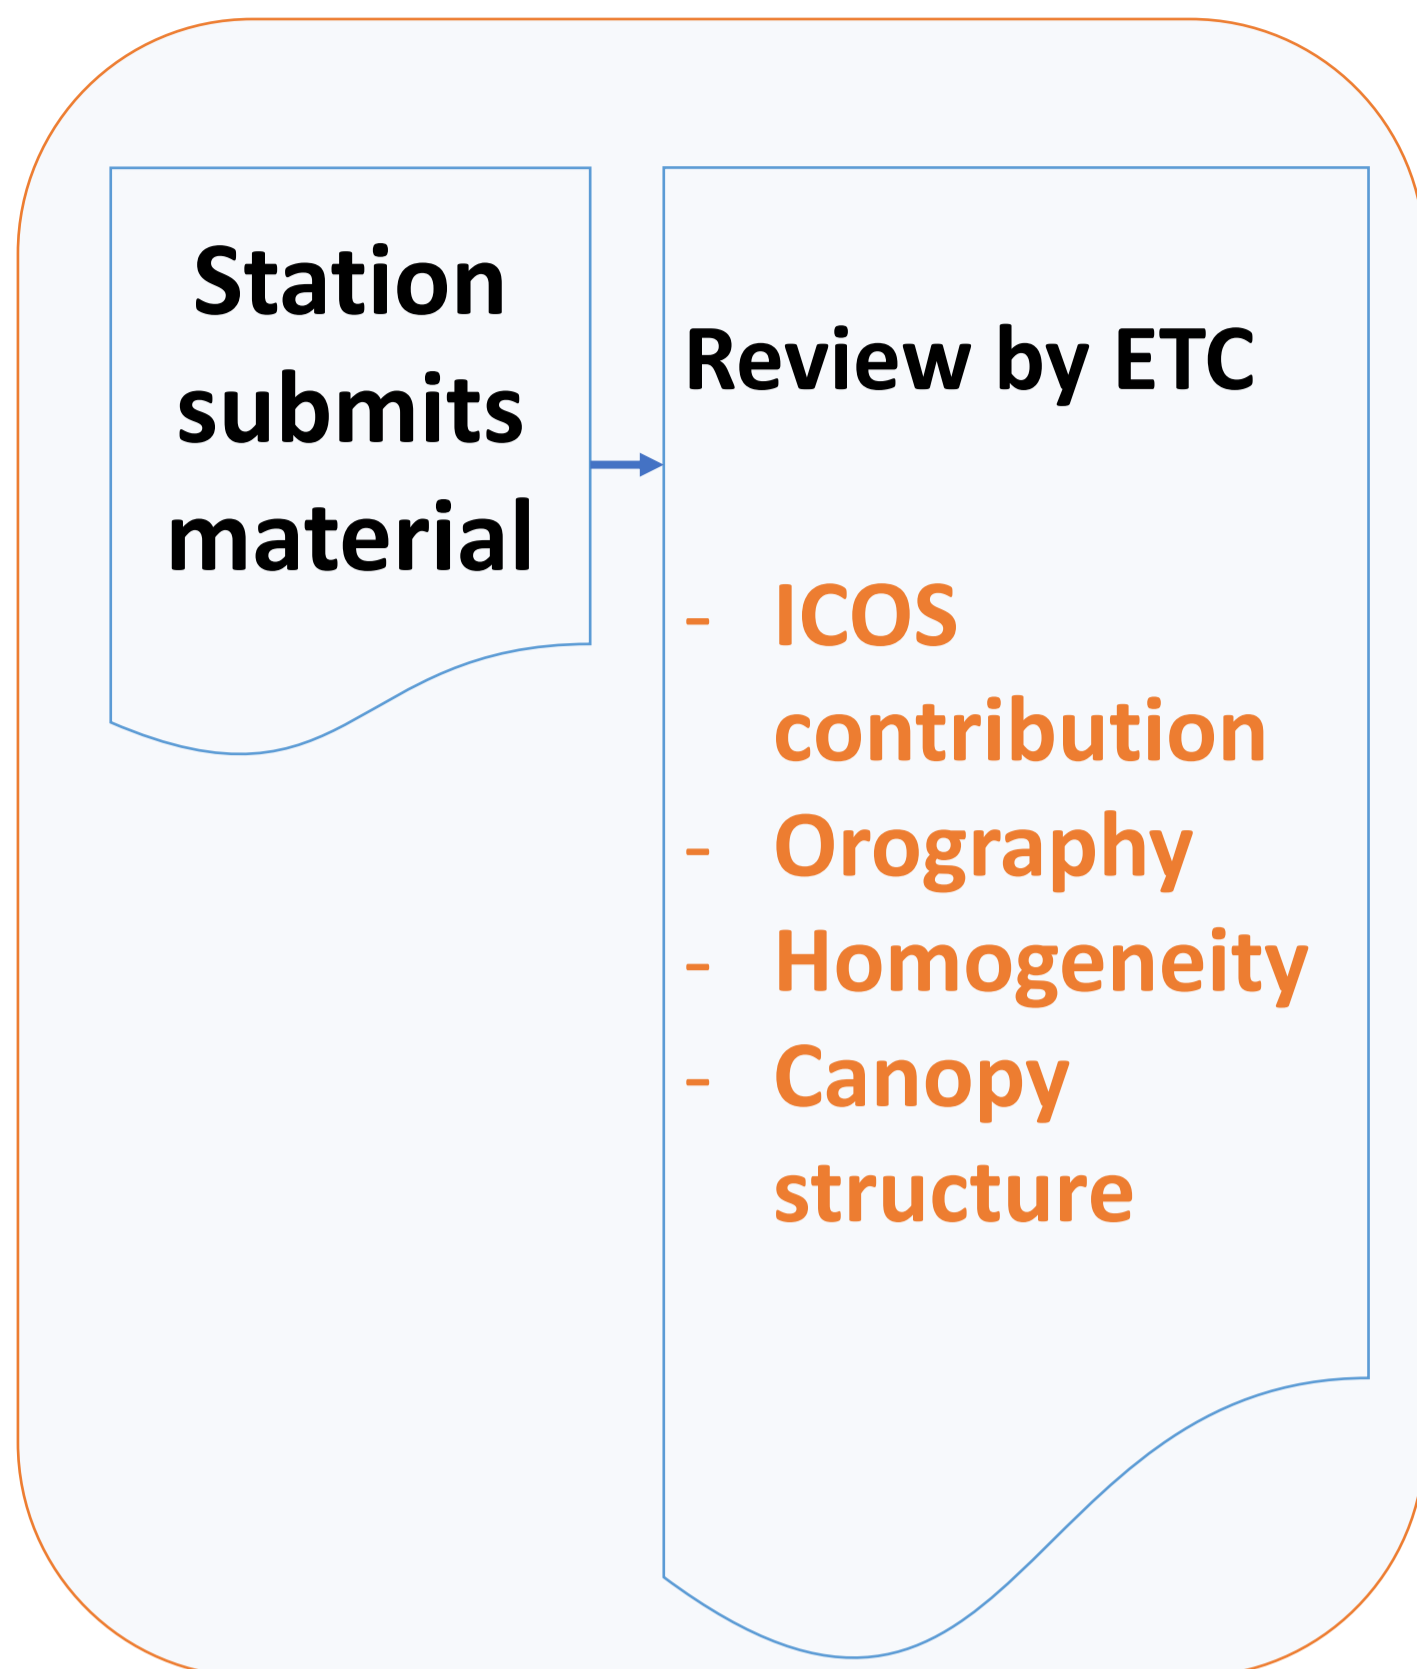 Station
submits
material
Review by ETC
- ICOS
contribution
- Orography
- Homogeneity
- Canopy
structure